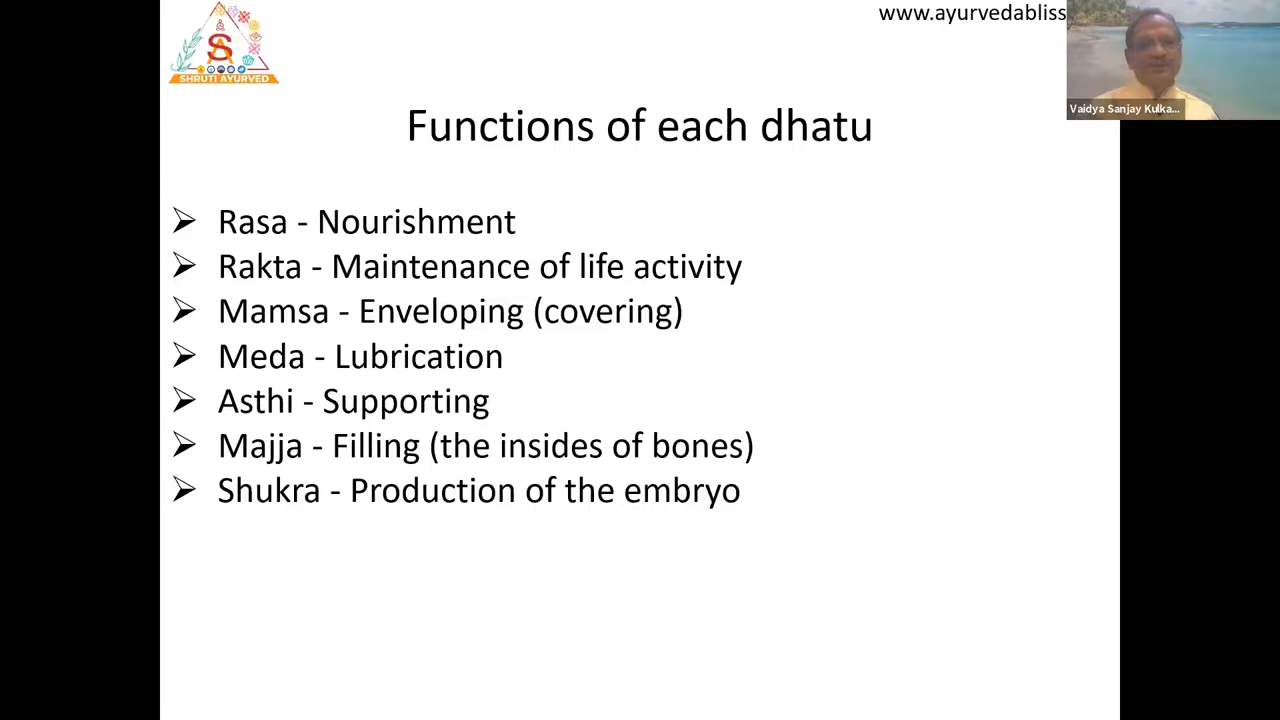 www.ayurvedabliss
SHRUTI AYURVED
Vaidya Sanjay Kulka...
Functions of each dhatu
➢ Rasa - Nourishment
➢ Rakta - Maintenance of life activity
➢ Mamsa - Enveloping (covering)
➢ Meda - Lubrication
➢ Asthi - Supporting
➢ Majja - Filling (the insides of bones)
➢ Shukra - Production of the embryo